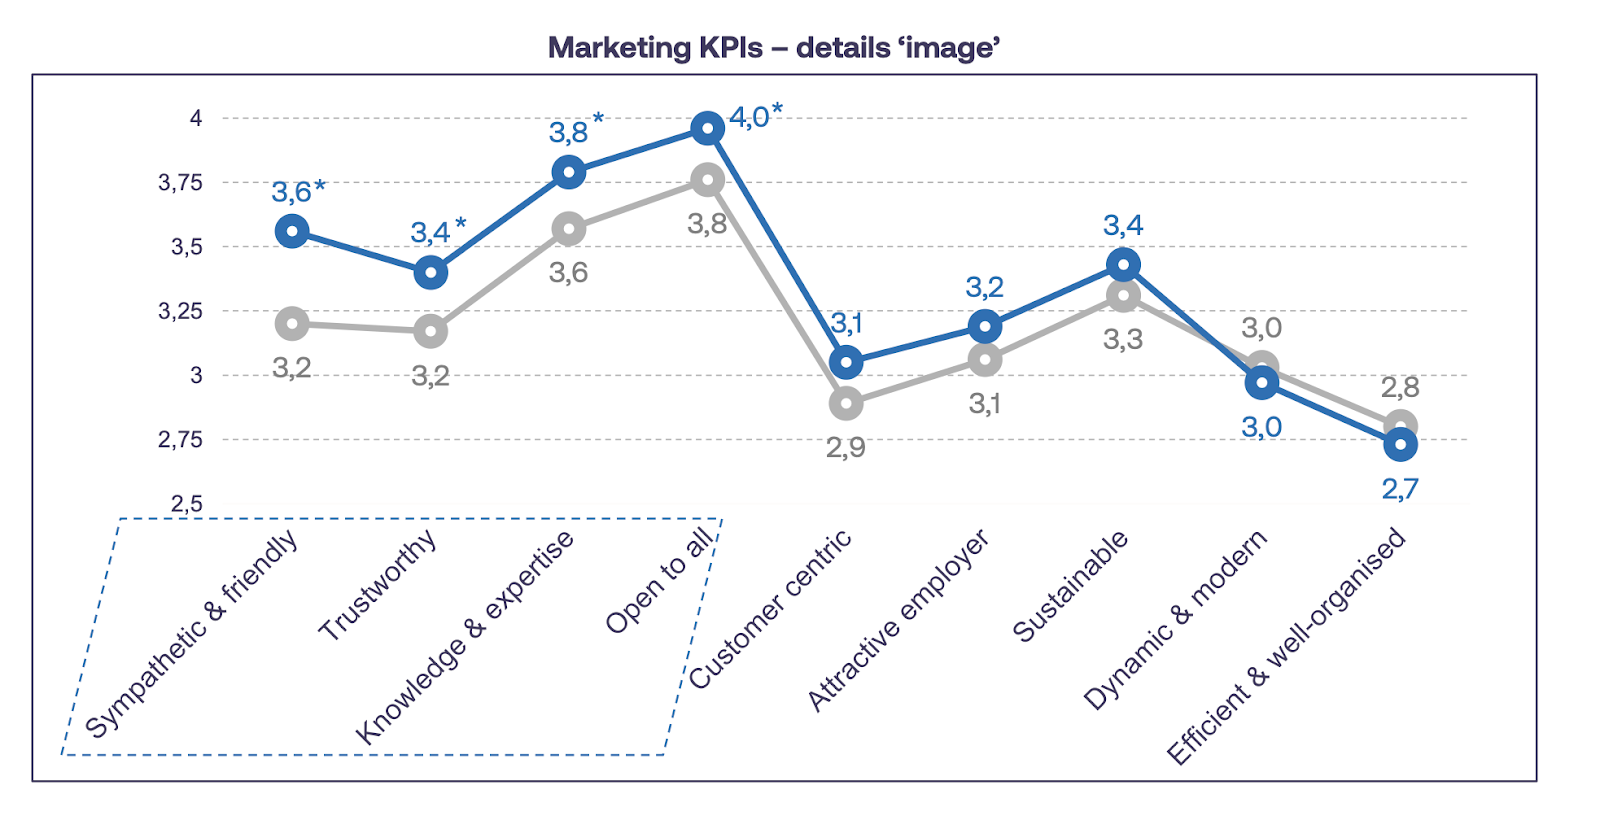 Marketing KPIs – details ‘image’
4
3,75
3,5
3,25
3
2,75
2,5
3,6*
3,4*
3,8*
4,0*
3,1
3,2
3,4
3,0
2,7
3,2
3,2
3,6
3,8
2,9
3,1
3,3
3,0
2,8
Sympathetic & friendly
Trustworthy
Knowledge & expertise
Open to all
Customer centric
Attractive employer
Sustainable
Dynamic & modern
Efficient & well-organised